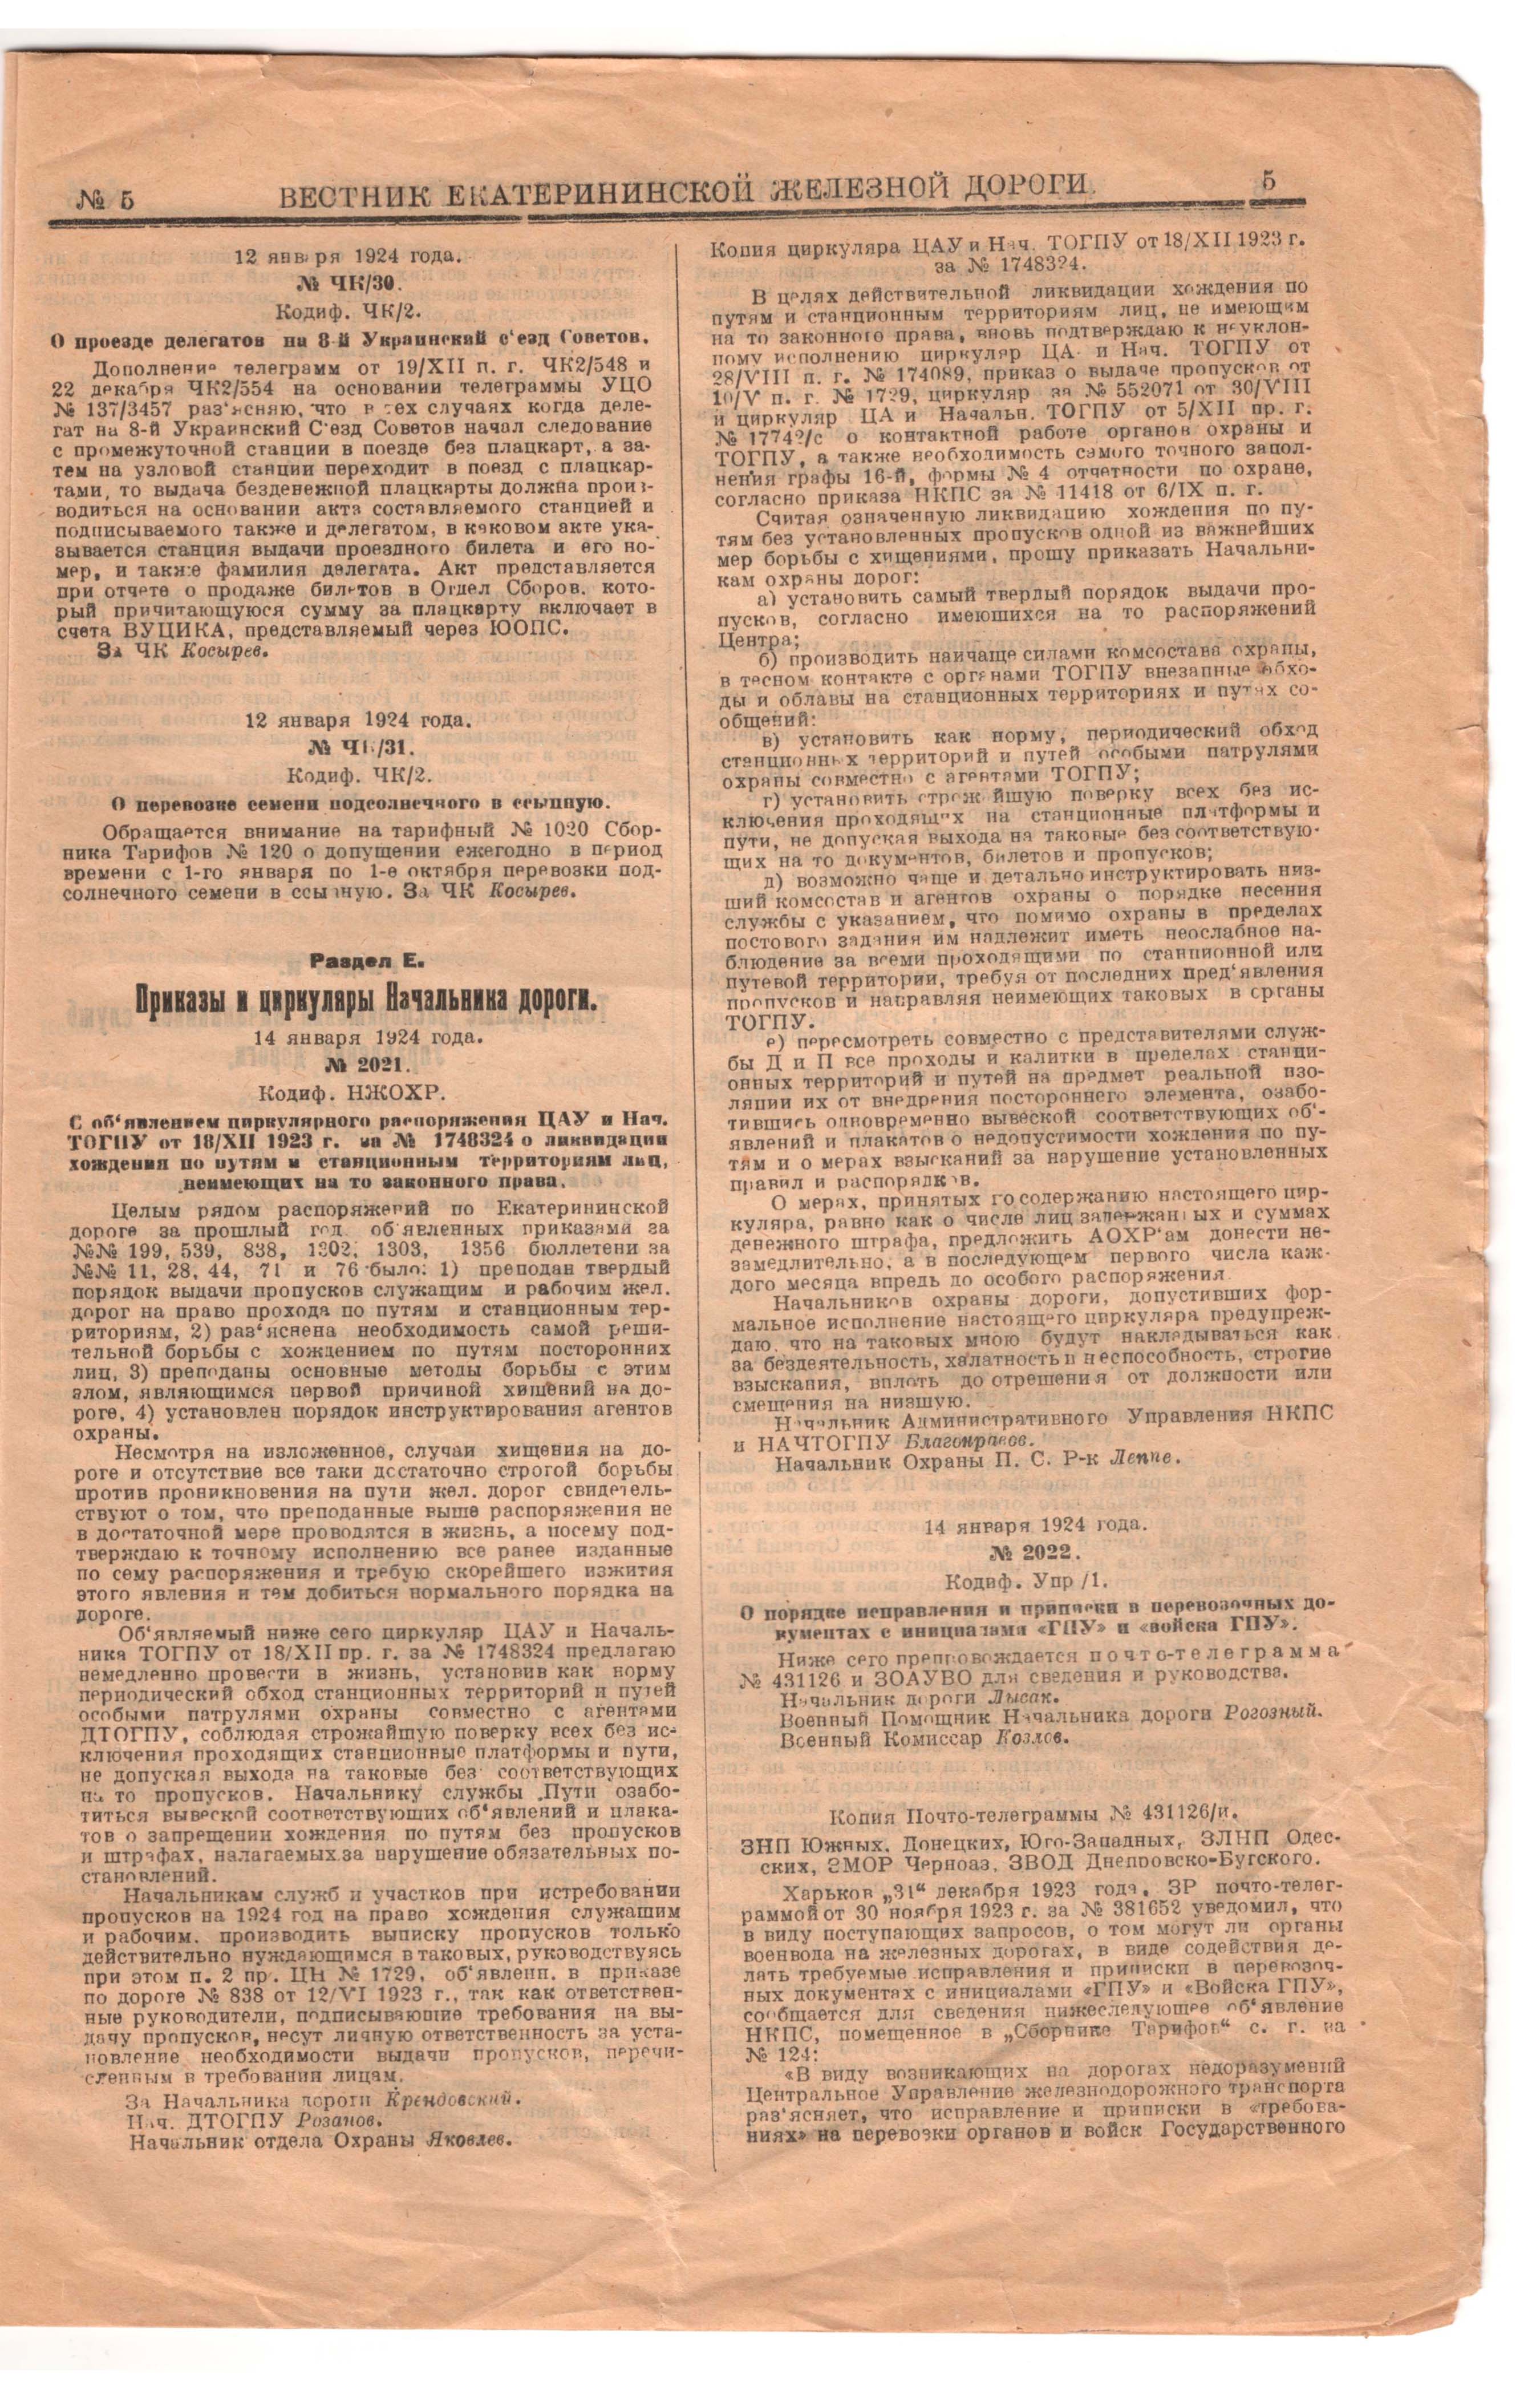 № 5
ВЕСТНИК ЕКАТЕРИНИНСКОЙ ЖЕЛЕЗНОЙ ДОРОГИ.
5
12 января 1924 года.
№ ЧК/30.
Кодиф. ЧК/2.
О проезде делегатов на 8-й Украинский с‘езд Советов.
Дополнение телеграмм от 19/XII п. г. ЧК2/548 и
22 декабря ЧК2/554 на основании телеграммы УЦО
№ 137/3457 раз‘ясняю, что в тех случаях когда деле-
гат на 8-й Украинский С‘езд Советов начал следование
с промежуточной станции в поезде без плацкарт, а за-
тем на узловой станции переходит в поезд с плацкар-
тами, то выдача безденежной плацкарты должна произ-
водиться на основании акта составляемого станцией и
подписываемого также и делегатом, в каковом акте ука-
зывается станция выдачи проездного билета и его но-
мер, и также фамилия делегата. Акт представляется
при отчете о продаже билетов в Отдел Сборов, кото-
рый причитающуюся сумму за плацкарту включает в
счета ВУЦИКА, представляемый через ЮОПС.
За ЧК Косырев.
12 января 1924 года.
№ ЧК/31.
Кодиф. ЧК/2.
О перевозке семени подсолнечного в ссыпную.
Обращается внимание на тарифный № 1020 Сбор-
ника Тарифов № 120 о допущении ежегодно в период
времени с 1-го января по 1-е октября перевозки под-
солнечного семени в ссыпную. За ЧК Косырев.
Раздел Е.
Приказы и циркуляры Начальника дороги.
14 января 1924 года.
№ 2021.
Кодиф. НЖОХР.
С об‘явлением циркулярного распоряжения ЦАУ и Нач.
ТОГПУ от 18/XII 1923 г. за № 1748324 о ликвидации
хождения по путям и станционным территориям лиц,
неимеющих на то законного права.
Целым рядом распоряжений по Екатерининской
дороге за прошлый год об‘явленных приказами за
№№ 199, 539, 838, 1302, 1303, 1356 бюллетени за
№№ 11, 28, 44, 71 и 76 было: 1) преподан твердый
порядок выдачи пропусков служащим и рабочим жел.
дорог на право прохода по путям и станционным тер-
риториям, 2) раз‘яснена необходимость самой реши-
тельной борьбы с хождением по путям посторонних
лиц, 3) преподаны основные методы борьбы с этим
злом, являющимся первой причиной хищений на до-
роге, 4) установлен порядок инструктирования агентов
охраны.
Несмотря на изложенное, случаи хищения на до-
роге и отсутствие все таки достаточно строгой борьбы
против проникновения на пути жел. дорог свидетель-
ствуют о том, что преподанные выше распоряжения не
в достаточной мере проводятся в жизнь, а посему под-
тверждаю к точному исполнению все ранее изданные
по сему распоряжения и требую скорейшего изжития
этого явления и тем добиться нормального порядка на
дороге.
Об‘являемый ниже сего циркуляр ЦАУ и Началь-
ника ТОГПУ от 18/XII пр. г. за № 1748324 предлагаю
немедленно провести в жизнь, установив как норму
периодический обход станционных территорий и путей
особыми патрулями охраны совместно с агентами
ДТОГПУ, соблюдая строжайшую поверку всех без ис-
ключения проходящих станционные платформы и пути,
не допуская выхода на таковые без соответствующих
на то пропусков. Начальнику службы Пути озабо-
титься вывеской соответствующих об‘явлений и плака-
тов о запрещении хождения по путям без пропусков
и штрафах, налагаемых за нарушение обязательных по-
становлений.
Начальникам служб и участков при истребовании
пропусков на 1924 год на право хождения служащим
и рабочим, производить выписку пропусков только
действительно нуждающимся в таковых, руководствуясь
при этом п. 2 пр. ЦН № 1729, об‘явленн. в приказе
по дороге № 838 от 12/VI 1923 г., так как ответствен-
ные руководители, подписывающие требования на вы-
дачу пропусков, несут личную ответственность за уста-
новление необходимости выдачи пропусков, перечи-
сленным в требовании лицам.
За Начальника дороги Крендовский.
Нач. ДТОГПУ Розанов.
Начальник отдела Охраны Яковлев.
Копия циркуляра ЦАУ и Нач. ТОГПУ от 18/XII 1923 г.
за № 1748324.
В целях действительной ликвидации хождения по
путям и станционным территориям лиц, не имеющим
на то законного права, вновь подтверждаю к неуклон-
ному исполнению циркуляр ЦА и Нач. ТОГПУ от
28/VIII п. г. № 174089, приказ о выдаче пропусков от
10/V п. г. № 1729, циркуляр за № 552071 от 30/VIII
и циркуляр ЦА и Начальн. ТОГПУ от 5/XII пр. г.
№ 17742/с о контактной работе органов охраны и
ТОГПУ, а также необходимость самого точного запол-
нения графы 16-й, формы № 4 отчетности по охране,
согласно приказа НКПС за № 11418 от 6/IX п. г.
Считая означенную ликвидацию хождения по пу-
тям без установленных пропусков одной из важнейших
мер борьбы с хищениями, прошу приказать Начальни-
кам охраны дорог:
а) установить самый твердый порядок выдачи про-
пусков, согласно имеющихся на то распоряжений
Центра;
б) производить наичаще силами комсостава охраны,
в тесном контакте с органами ТОГПУ внезапные обхо-
ды и облавы на станционных территориях и путях со-
общений:
в) установить как норму, периодический обход
станционных территорий и путей особыми патрулями
охраны совместно с агентами ТОГПУ;
г) установить строжайшую поверку всех без ис-
ключения проходящих на станционные платформы и
пути, не допуская выхода на таковые без соответствую-
щих на то документов, билетов и пропусков;
д) возможно чаще и детально инструктировать низ-
ший комсостав и агентов охраны о порядке несения
службы с указанием, что помимо охраны в пределах
постового задания им надлежит иметь неослабное на-
блюдение за всеми проходящими по станционной или
путевой территории, требуя от последних пред‘явления
пропусков и направляя неимеющих таковых в органы
ТОГПУ.
е) пересмотреть совместно с представителями служ-
бы Д и П все проходы и калитки в пределах станци-
онных территорий и путей на предмет реальной изо-
ляции их от внедрения постороннего элемента, озабо-
тившись одновременно вывеской соответствующих об‘-
явлений и плакатов о недопустимости хождения по пу-
тям и о мерах взысканий за нарушение установленных
правил и распорядков.
О мерах, принятых по содержанию настоящего цир-
куляра, равно как о числе лиц задержанных и суммах
денежного штрафа, предложить АОХР‘ам донести не-
замедлительно, а в последующем первого числа каж-
дого месяца впредь до особого распоряжения.
Начальников охраны дороги, допустивших фор-
мальное исполнение настоящего циркуляра предупреж-
даю, что на таковых мною будут накладываться как
за бездеятельность, халатность и неспособность, строгие
взыскания, вплоть до отрешения от должности или
смещения на низшую.
Начальник Административного Управления НКПС
и НАЧТОГПУ Благонравов.
Начальник Охраны П. С. Р-к Леппе.
14 января 1924 года.
№ 2022.
Кодиф. Упр/1.
О порядке исправления и приписки в перевозочных до-
кументах с инициалами «ГПУ» и «войска ГПУ».
Ниже сего препровождается почто-телеграмма
№ 431126 и ЗОАУВО для сведения и руководства.
Начальник дороги Лысак.
Военный Помощник Начальника дороги Рогозный.
Военный Комиссар Козлов.
Копия Почто-телеграммы № 431126/и.
ЗНП Южных, Донецких, Юго-Западных, ЗЛНП Одес-
ских, ЗМОР Черноаз, ЗВОД Днепровско-Бугского.
Харьков „31“ декабря 1923 года, ЗР почто-телег-
раммой от 30 ноября 1923 г. за № 381652 уведомил, что
в виду поступающих запросов, о том могут ли органы
военвода на железных дорогах, в виде содействия де-
лать требуемые исправления и приписки в перевозоч-
ных документах с инициалами «ГПУ» и «Войска ГПУ»,
сообщается для сведения нижеследующее об‘явление
НКПС, помещенное в „Сборнике Тарифов“ с. г. за
№ 124:
«В виду возникающих на дорогах недоразумений
Центральное Управление железнодорожного транспорта
раз‘ясняет, что исправление и приписки в «требова-
ниях» на перевозки органов и войск Государственного